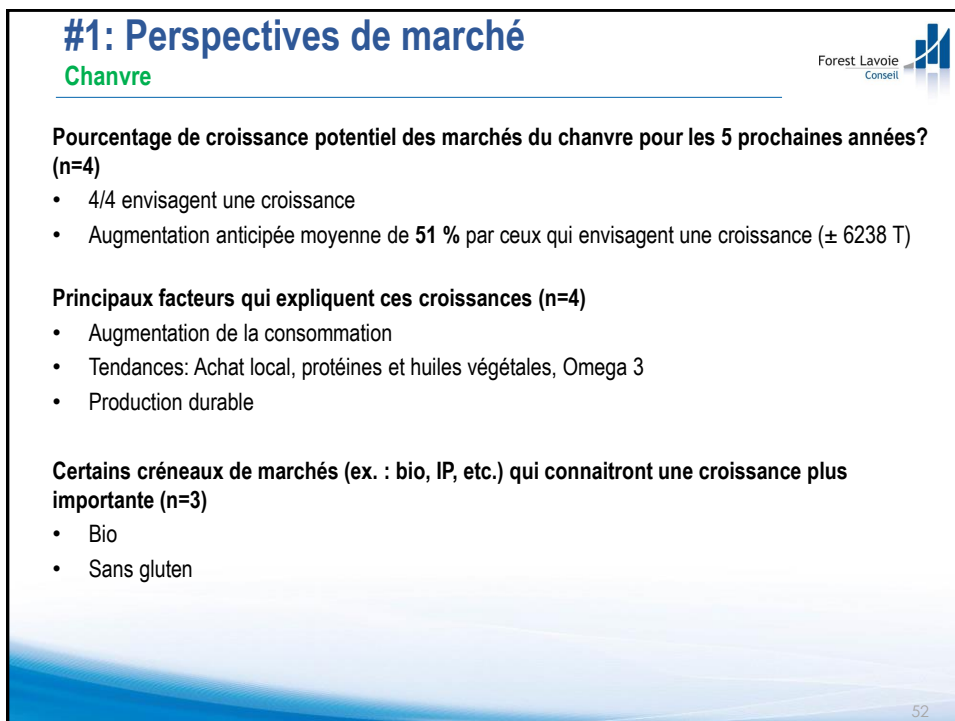 #1: Perspectives de marché
Chanvre
Forest Lavoie
Conseil
Pourcentage de croissance potentiel des marchés du chanvre pour les 5 prochaines années?
(n=4)
• 4/4 envisagent une croissance
• Augmentation anticipée moyenne de 51 % par ceux qui envisagent une croissance (± 6238 T)
Principaux facteurs qui expliquent ces croissances (n=4)
• Augmentation de la consommation
• Tendances: Achat local, protéines et huiles végétales, Omega 3
• Production durable
Certains créneaux de marchés (ex. : bio, IP, etc.) qui connaitront une croissance plus
importante (n=3)
• Bio
• Sans gluten
52